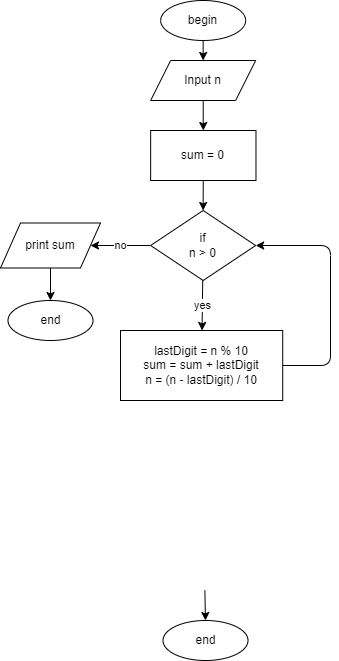 begin
Input n
sum = 0
if
n > 0
no
print sum
end
yes
lastDigit = n % 10
sum = sum + lastDigit
n = (n - lastDigit) / 10
end